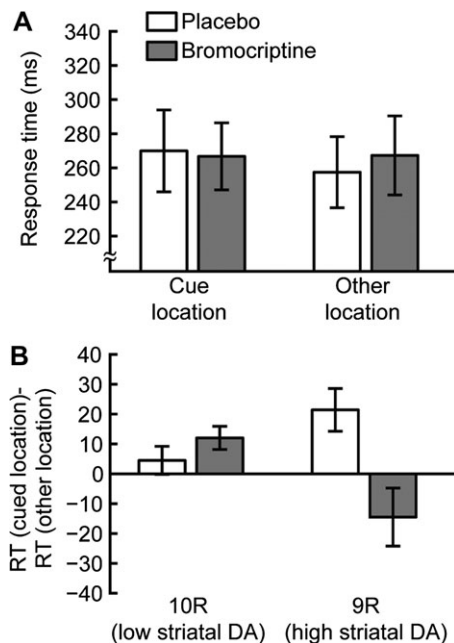 A
Placebo
Bromocriptine
Response time (ms)
340
320
300
280
260
240
220
Cue location
Other location
B
RT (cued location)-
RT (other location)
40
30
20
10
0
−10
−20
−30
−40
10R
(low striatal DA)
9R
(high striatal DA)